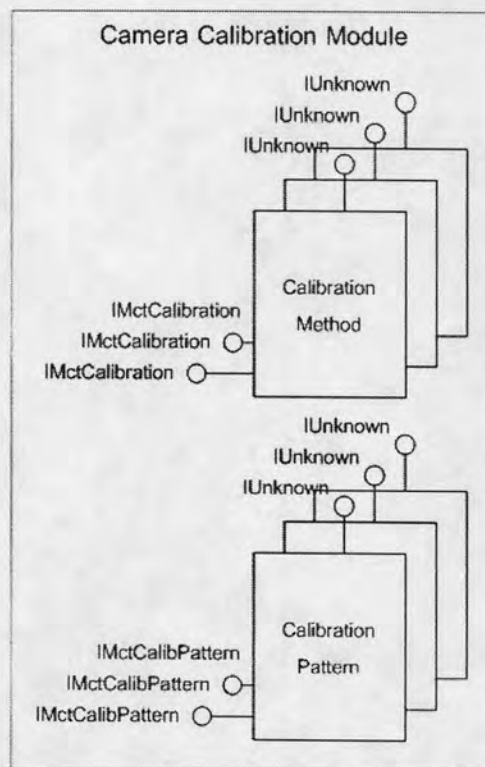 Camera Calibration Module
IUnknown
IUnknown
IUnknown
Calibration
Method
IMctCalibration
IMctCalibration
IMctCalibration
IUnknown
IUnknown
IUnknown
Calibration
Pattern
IMctCalibPattern
IMctCalibPattern
IMctCalibPattern